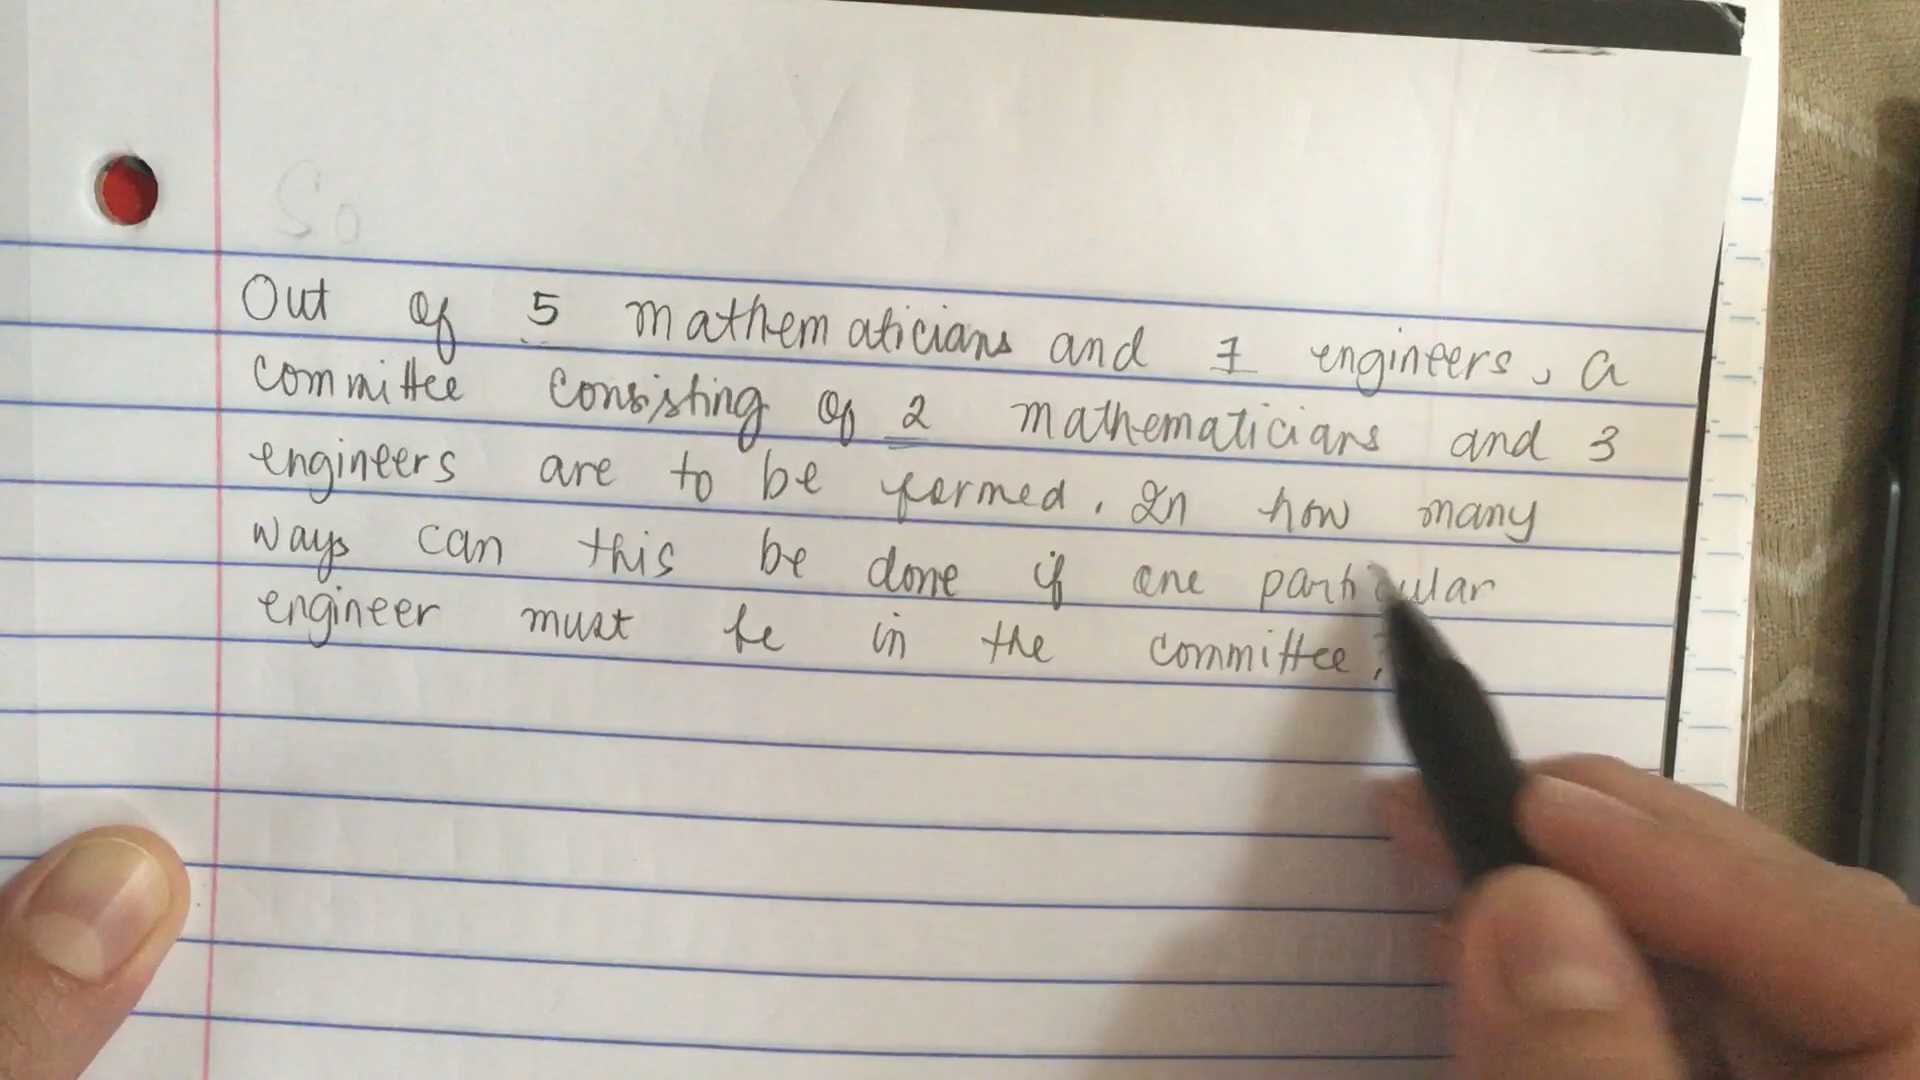 So
Out of 5 mathematicians and 7 engineers, a
committee consisting of 2 mathematicians and 3
engineers are to be formed. In how many
ways can this be done if one particular
engineer must be in the committee?